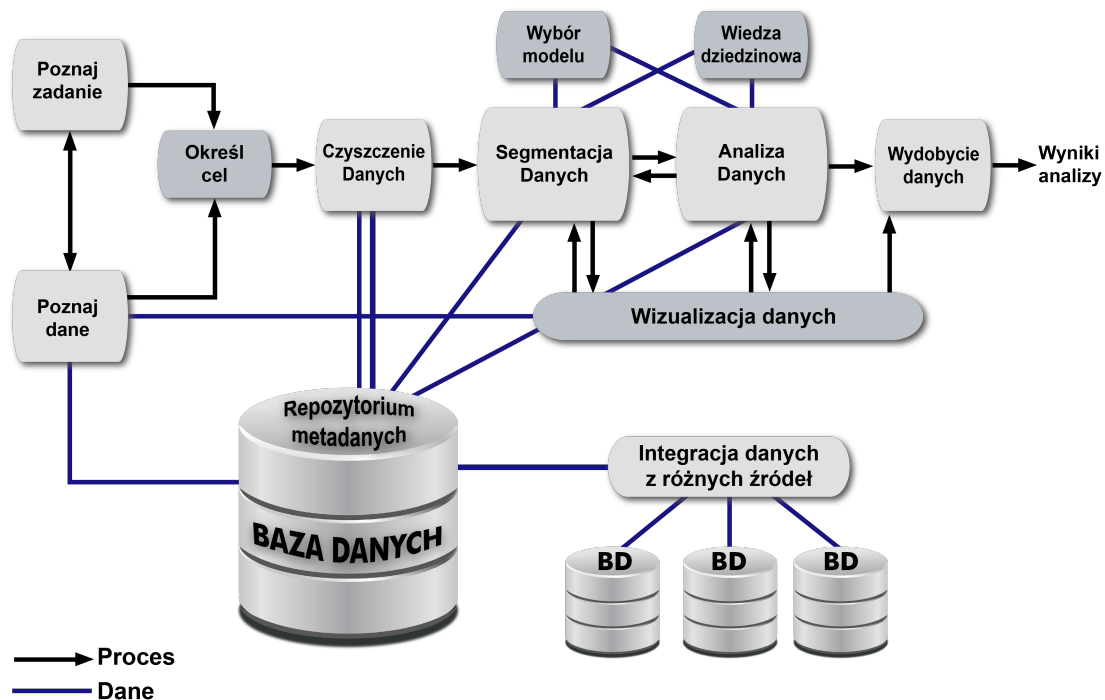 Poznaj
zadanie
Określ
cel
Poznaj
dane
Czyszczenie
Danych
Wybór
modelu
Wiedza
dziedzinowa
Segmentacja
Danych
Analiza
Danych
Wydobycie
danych
Wyniki
analizy
Wizualizacja danych
Repozytorium
metadanych
BAZA DANYCH
Integracja danych
z różnych źródeł
BD
BD
BD
Proces
Dane